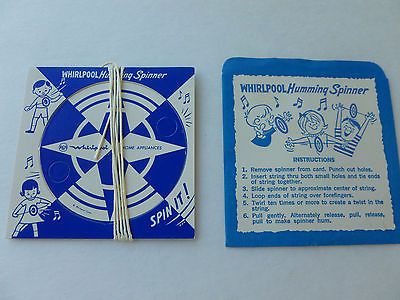 WHIRLPOOL Humming Spinner
RCA Whirlpool HOME APPLIANCES
SPIN IT!
WHIRLPOOL Humming Spinner
INSTRUCTIONS
1. Remove spinner from card. Punch out holes.
2. Insert string thru both small holes and tie ends
of string together.
3. Slide spinner to approximate center of string.
4. Loop ends of string over forefingers.
5. Twirl ten times or more to create a twist in the
string.
6. Pull gently. Alternately release, pull, release,
pull to make spinner hum.